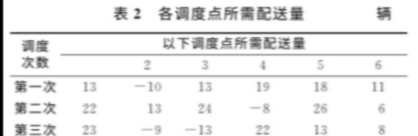 表 2 各调度点所需配送量 辆
调度次数 以下调度点所需配送量
2 3 4 5 6
第一次 13 -10 13 19 18 11
第二次 22 13 24 -8 26 6
第三次 23 -9 -13 22 13 8